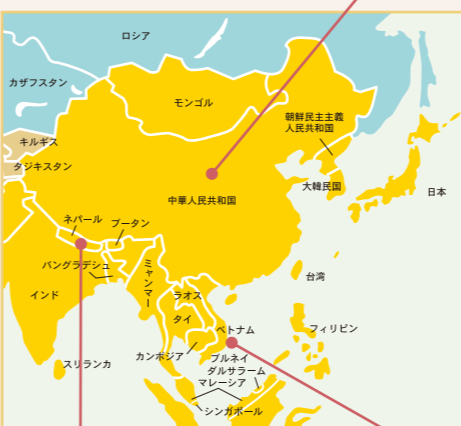 ロシア
カザフスタン
モンゴル
朝鮮民主主義
人民共和国
キルギス
タジキスタン
大韓民国
中華人民共和国
日本
ネパール
ブータン
バングラデシュ
ミャンマー
台湾
インド
ラオス
タイ
ベトナム
フィリピン
カンボジア
ブルネイ
ダルサラーム
スリランカ
マレーシア
シンガポール